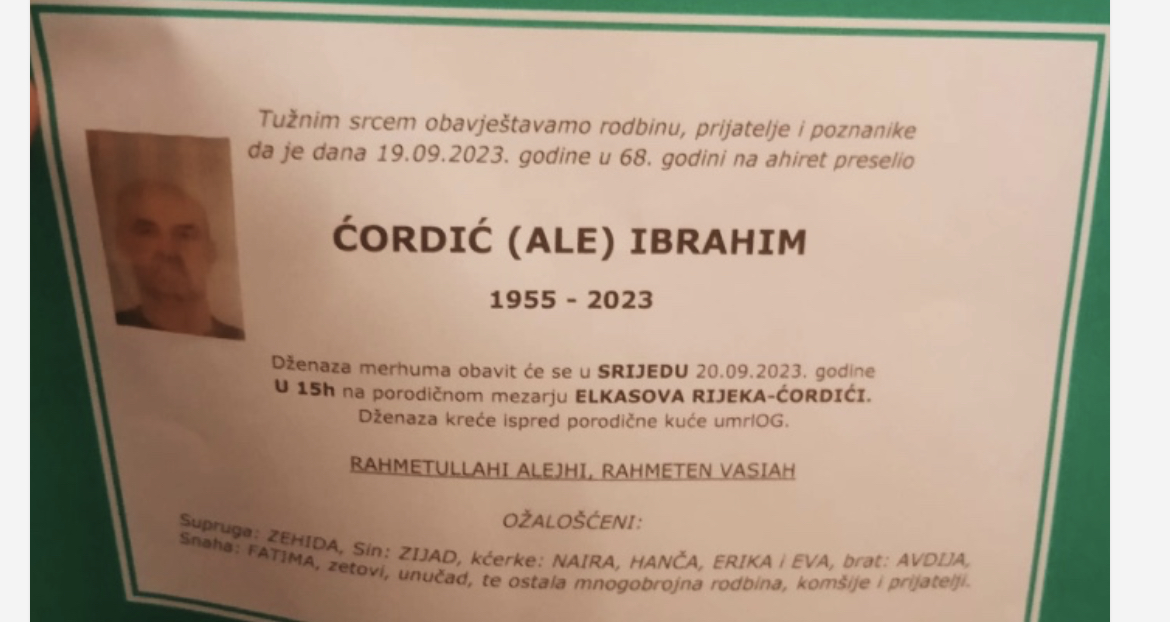 Tužnim srcem obavještavamo rodbinu, prijatelje i poznanike
da je dana 19.09.2023. godine u 68. godini na ahiret preselio
ĆORDIĆ (ALE) IBRAHIM
1955 - 2023
Dženaza merhuma obavit će se u SRIJEDU 20.09.2023. godine
U 15h na porodičnom mezarju ELKASOVA RIJEKA-ĆORDIĆI.
Dženaza kreće ispred porodične kuće umrlOG.
RAHMETULLAHI ALEJHI, RAHMETEN VASIAH
OŽALOŠĆENI:
Supruga: ZEHIDA, Sin: ZIJAD, kćerke: NAIRA, HANČA, ERIKA i EVA, brat: AVDIJA,
Snaha: FATIMA, zetovi, unučad, te ostala mnogobrojna rodbina, komšije i prijatelji.